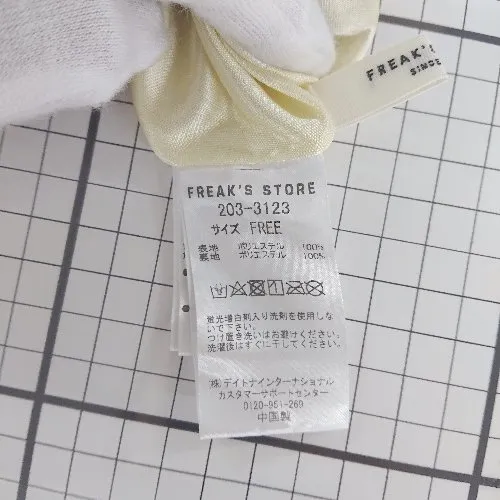 FREAK'S
SINCE
FREAK'S STORE
203-3123
サイズ FREE
表地 ポリエステル 100%
裏地 ポリエステル 100%
蛍光増白剤入り洗剤を使用しな
いで下さい。
つけ置き洗いはお避けください。
洗濯後はすぐに干してください。
(株)デイトナインターナショナル
カスタマーサポートセンター
0120-951-269
中国製